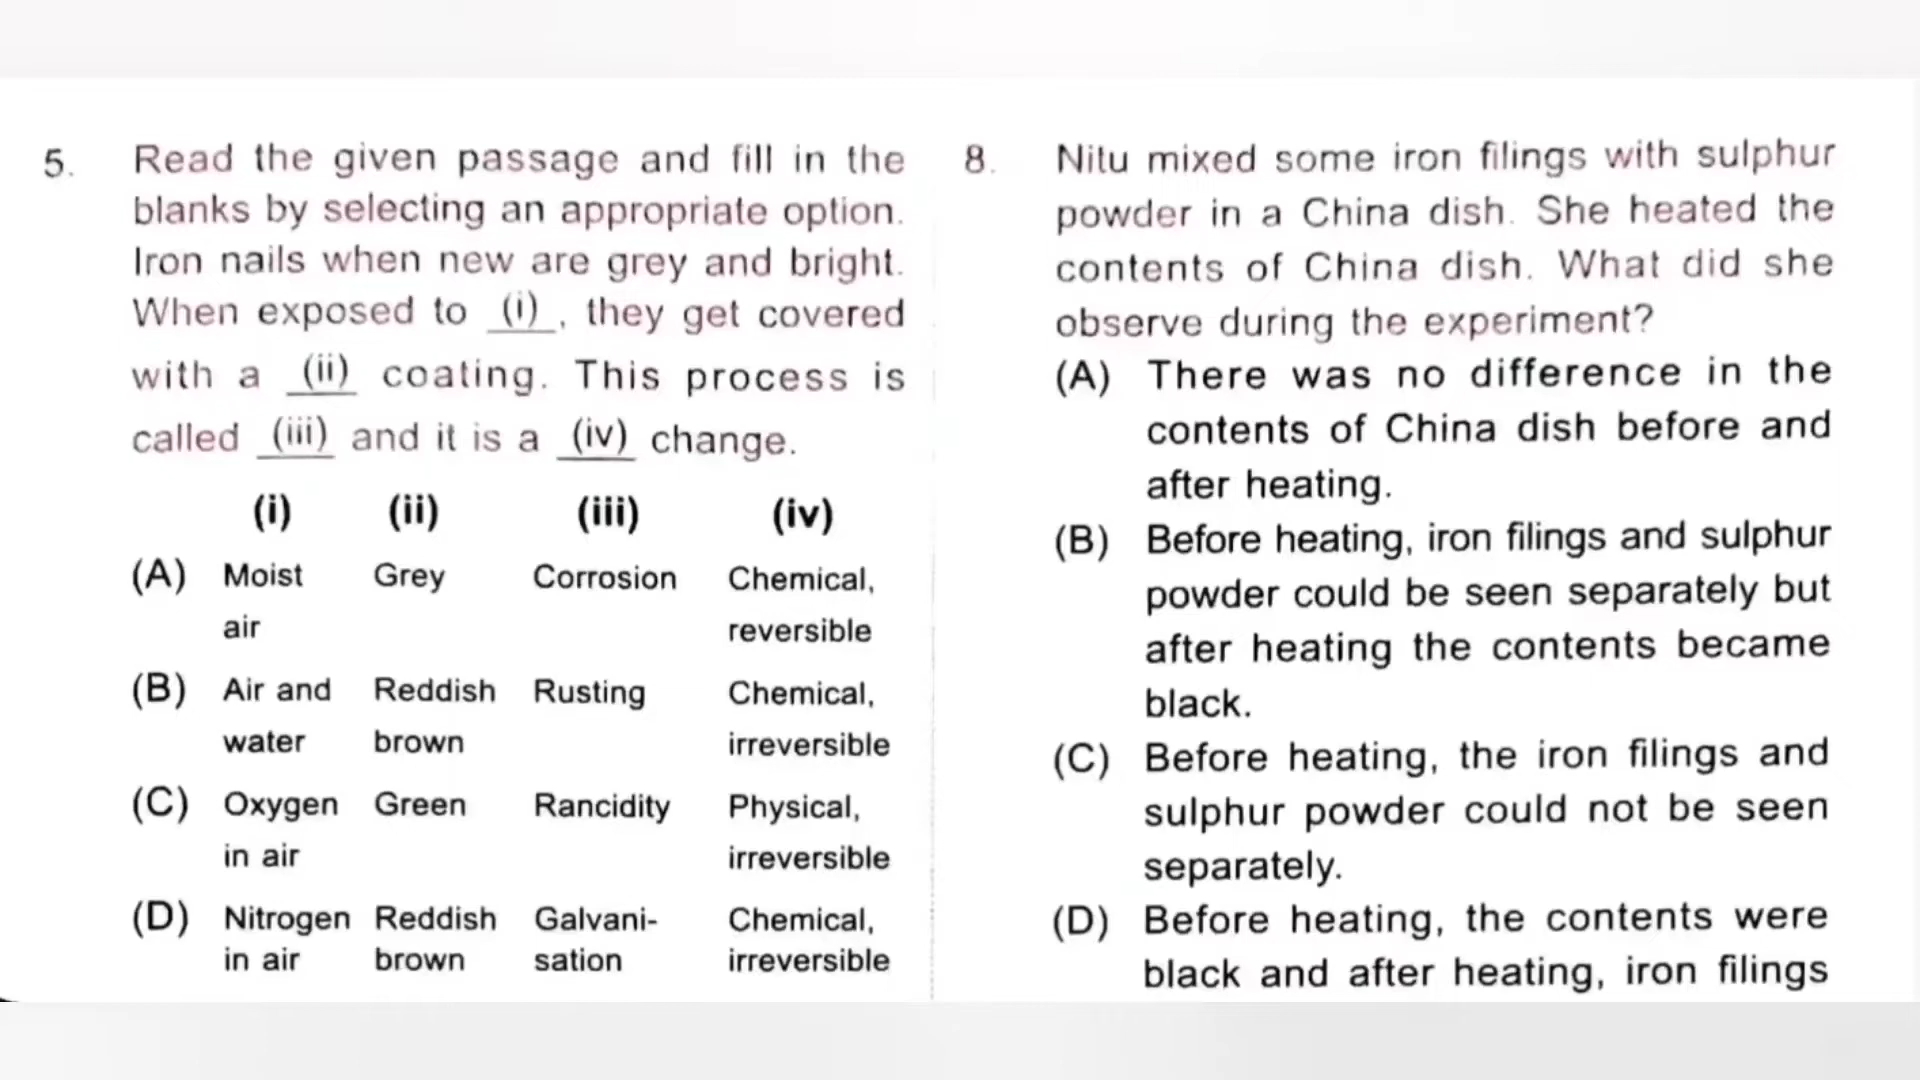 5. Read the given passage and fill in the
blanks by selecting an appropriate option.
Iron nails when new are grey and bright.
When exposed to (i), they get covered
with a (ii) coating. This process is
called (iii) and it is a (iv) change.
(i) (ii) (iii) (iv)
(A) Moist Grey Corrosion Chemical,
air reversible
(B) Air and Reddish Rusting Chemical,
water brown irreversible
(C) Oxygen Green Rancidity Physical,
in air irreversible
(D) Nitrogen Reddish Galvani- Chemical,
in air brown sation irreversible
8. Nitu mixed some iron filings with sulphur
powder in a China dish. She heated the
contents of China dish. What did she
observe during the experiment?
(A) There was no difference in the
contents of China dish before and
after heating.
(B) Before heating, iron filings and sulphur
powder could be seen separately but
after heating the contents became
black.
(C) Before heating, the iron filings and
sulphur powder could not be seen
separately.
(D) Before heating, the contents were
black and after heating, iron filings